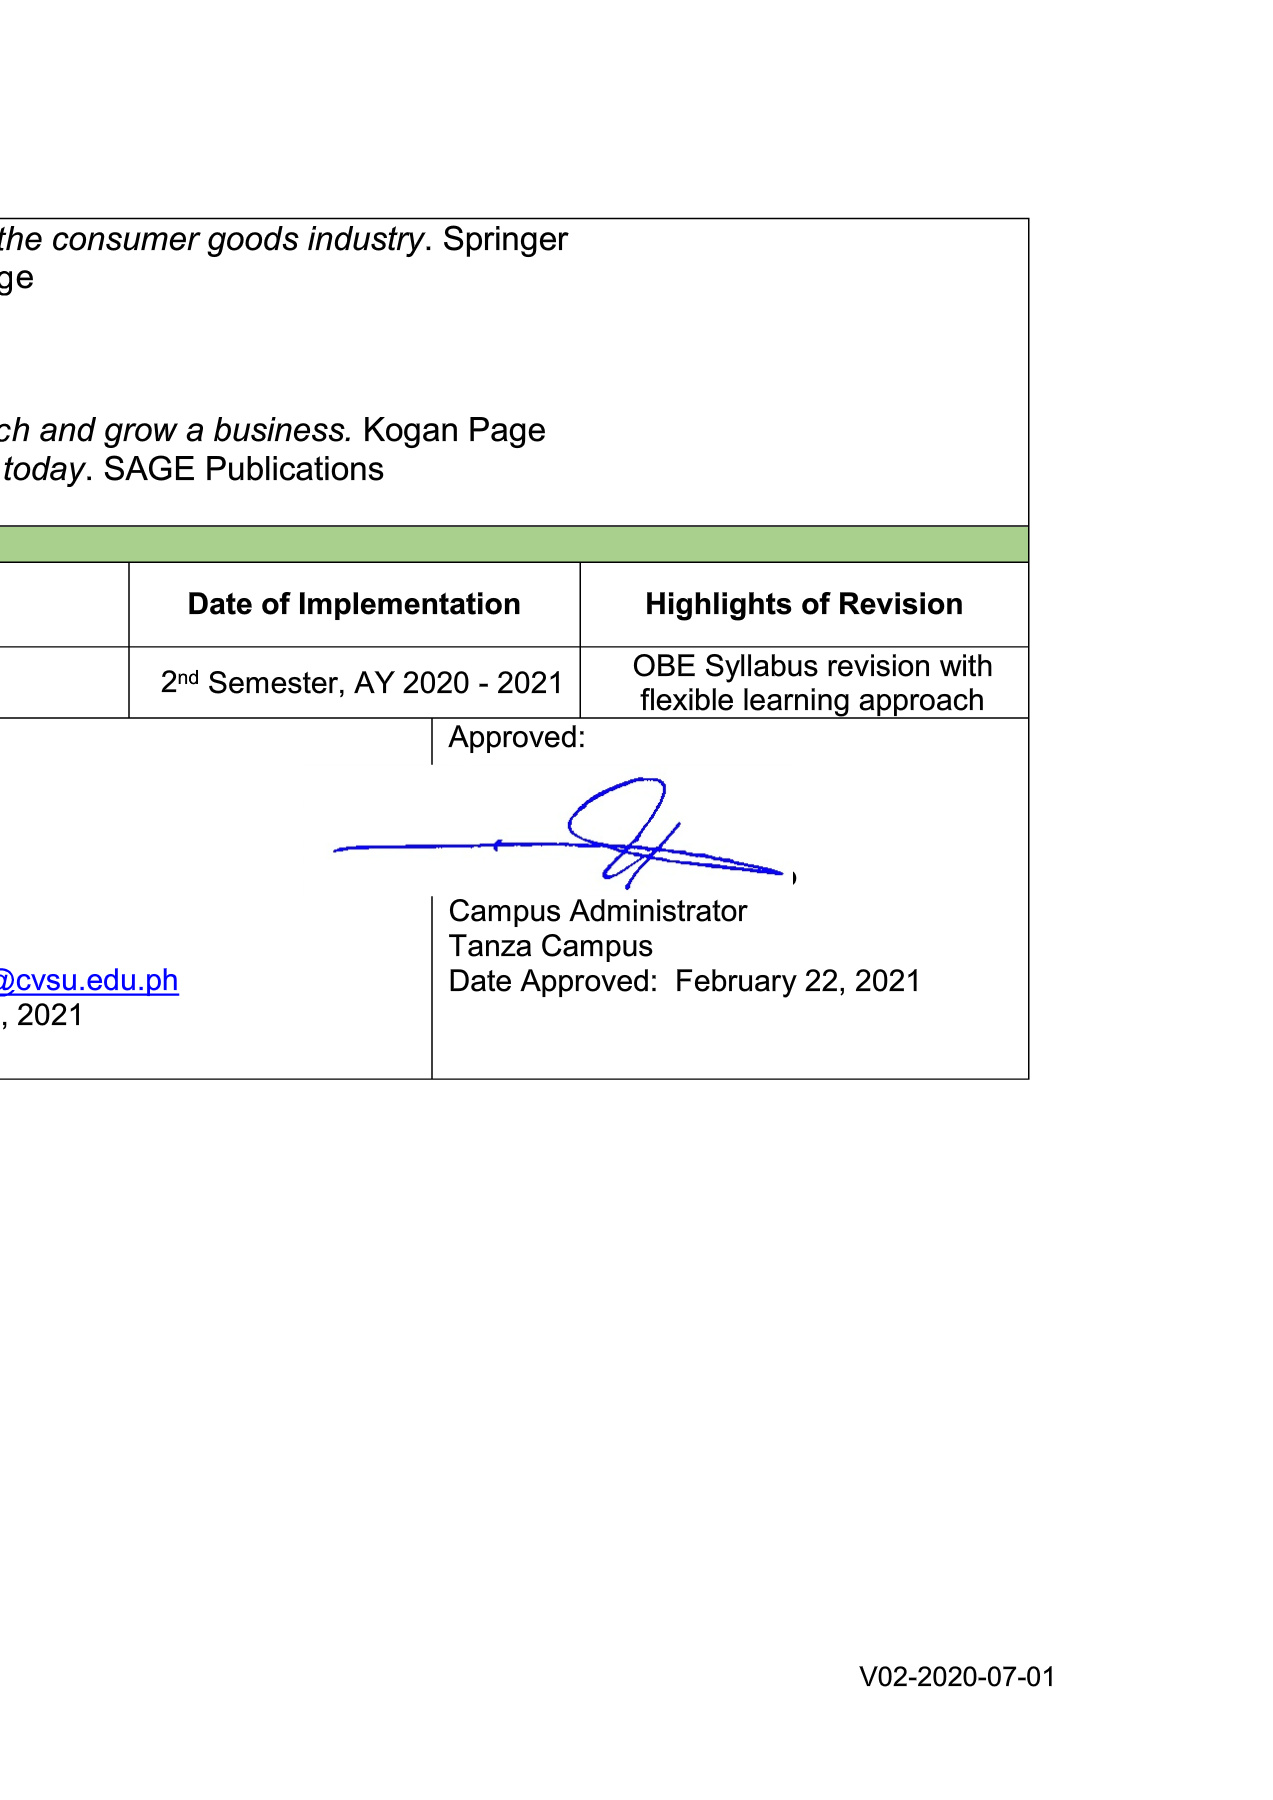 the consumer goods industry. Springer
ge
ch and grow a business. Kogan Page
today. SAGE Publications
Date of Implementation
Highlights of Revision
2nd Semester, AY 2020 - 2021
OBE Syllabus revision with
flexible learning approach
Approved:
Campus Administrator
Tanza Campus
@cvsu.edu.ph
Date Approved: February 22, 2021
, 2021
V02-2020-07-01